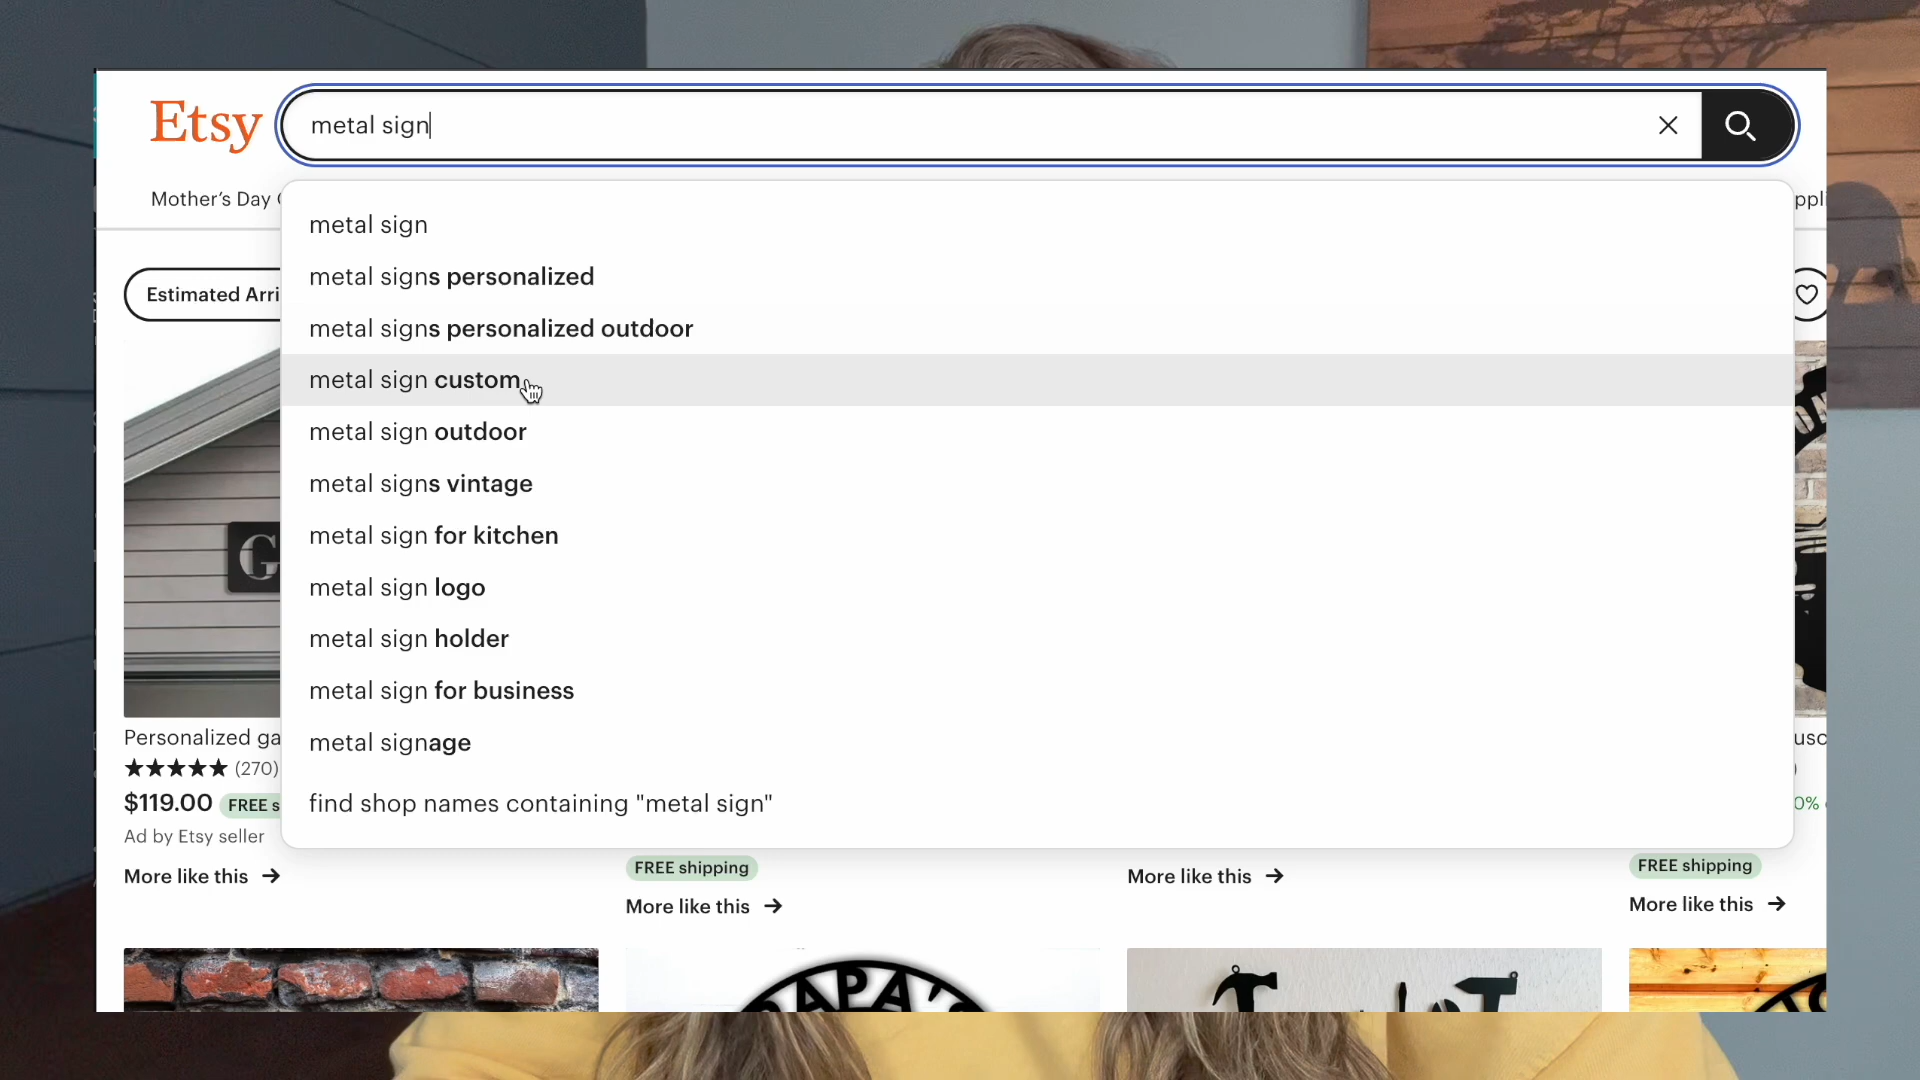 Etsy
metal sign
Mother's Day
metal sign
metal signs personalized
metal signs personalized outdoor
Estimated Arri
metal sign custom
metal sign outdoor
metal signs vintage
metal sign for kitchen
G
metal sign logo
metal sign holder
metal sign for business
Personalized ga
metal signage
(270)
$119.00 FREE s
find shop names containing "metal sign"
0%
Ad by Etsy seller
More like this →
FREE shipping
More like this →
More like this →
FREE shipping
More like this →
PAPA'S